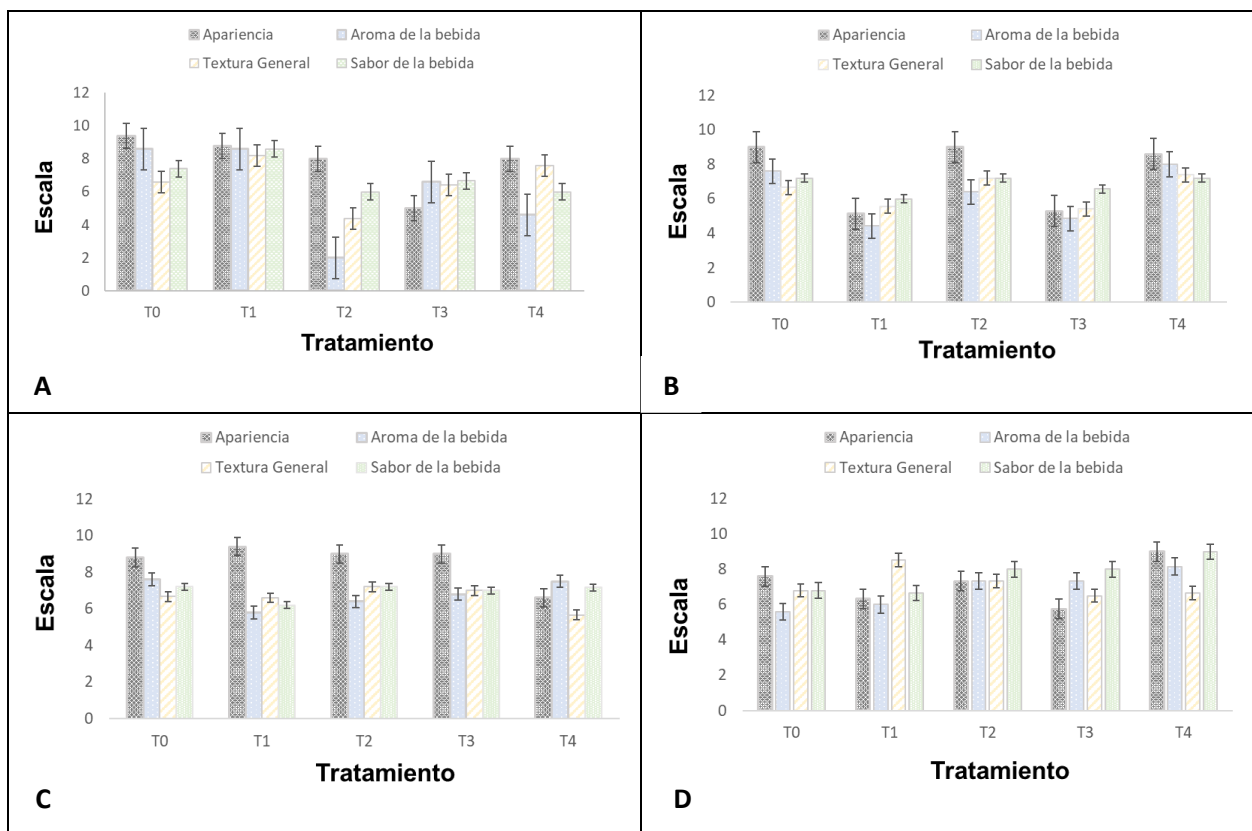 Apariencia Aroma de la bebida
Textura General Sabor de la bebida
12
10
8
6
4
2
0
Escala
T0 T1 T2 T3 T4
Tratamiento
A
Apariencia Aroma de la bebida
Textura General Sabor de la bebida
12
10
8
6
4
2
0
Escala
T0 T1 T2 T3 T4
Tratamiento
B
Apariencia Aroma de la bebida
Textura General Sabor de la bebida
12
10
8
6
4
2
0
Escala
T0 T1 T2 T3 T4
Tratamiento
C
Apariencia Aroma de la bebida
Textura General Sabor de la bebida
12
10
8
6
4
2
0
Escala
T0 T1 T2 T3 T4
Tratamiento
D